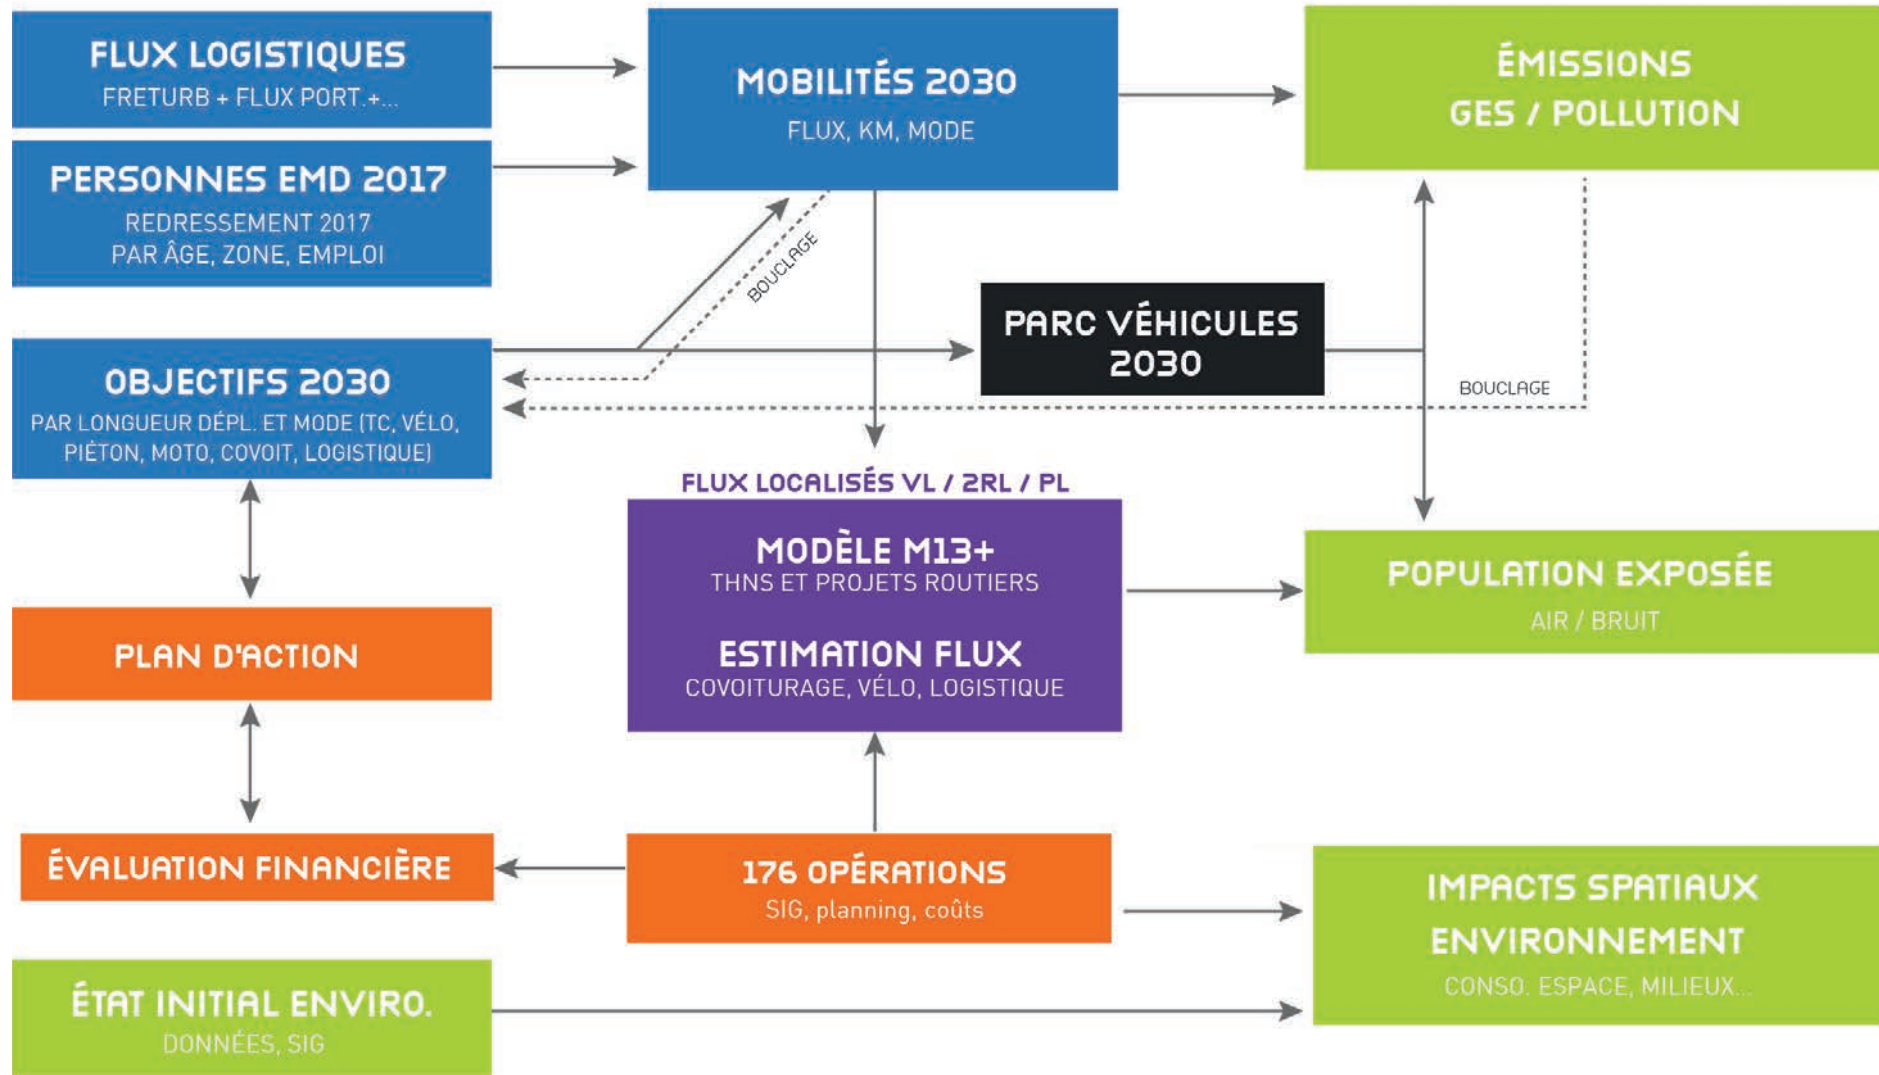 FLUX LOGISTIQUES
FRETURB + FLUX PORT.+...
MOBILITÉS 2030
FLUX, KM, MODE
ÉMISSIONS
GES / POLLUTION
PERSONNES EMD 2017
REDRESSEMENT 2017
PAR ÂGE, ZONE, EMPLOI
BOUCLAGE
PARC VÉHICULES
2030
OBJECTIFS 2030
PAR LONGUEUR DÉPL. ET MODE (TC, VÉLO,
PIÉTON, MOTO, COVOIT, LOGISTIQUE)
BOUCLAGE
FLUX LOCALISÉS VL / 2RL / PL
MODÈLE M13+
THNS ET PROJETS ROUTIERS
ESTIMATION FLUX
COVOITURAGE, VÉLO, LOGISTIQUE
POPULATION EXPOSÉE
AIR / BRUIT
PLAN D'ACTION
ÉVALUATION FINANCIÈRE
176 OPÉRATIONS
SIG, planning, coûts
IMPACTS SPATIAUX
ENVIRONNEMENT
CONSO. ESPACE, MILIEUX...
ÉTAT INITIAL ENVIRO.
DONNÉES, SIG